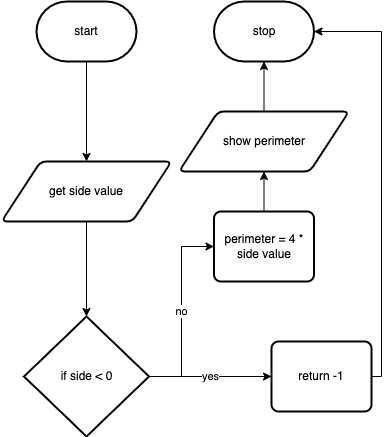 start
stop
show perimeter
get side value
perimeter = 4 *
side value
no
if side < 0
yes
return -1